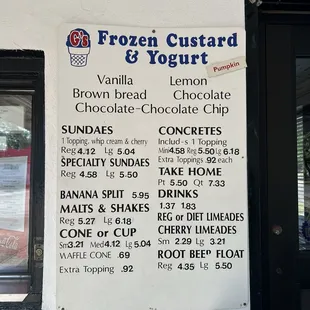 G's Frozen Custard
& Yogurt
Pumpkin
Vanilla Lemon
Brown bread Chocolate
Chocolate-Chocolate Chip
SUNDAES
1 Topping, whip cream & cherry
Reg 4.12 Lg 5.04
SPECIALTY SUNDAES
Reg 4.58 Lg 5.50
BANANA SPLIT 5.95
MALTS & SHAKES
Reg 5.27 Lg 6.18
CONE or CUP
Sm 3.21 Med 4.12 Lg 5.04
WAFFLE CONE .69
Extra Topping .92
CONCRETES
Includ-s 1 Topping
Mini 4.58 Reg 5.50 Lg 6.18
Extra Toppings .92 each
TAKE HOME
Pt 5.50 Qt 7.33
DRINKS
1.37 1.83
REG or DIET LIMEADES
CHERRY LIMEADES
Sm 2.29 Lg 3.21
ROOT BEER FLOAT
Reg 4.35 Lg 5.50